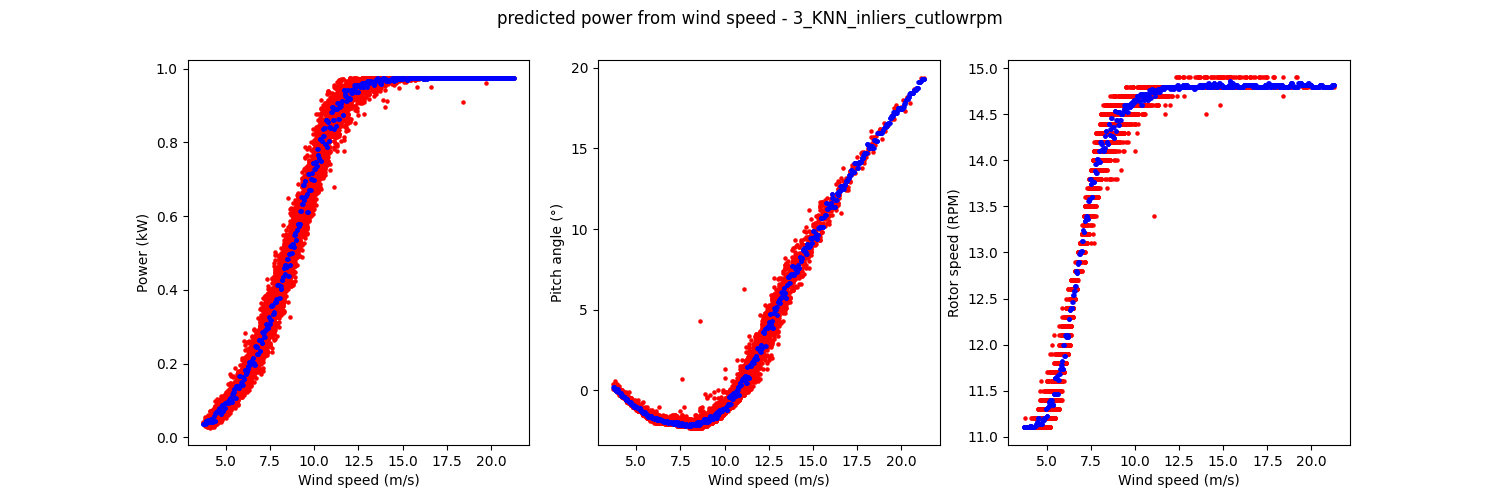 predicted power from wind speed - 3_KNN_inliers_cutlowrpm
Power (kW)
1.0
0.8
0.6
0.4
0.2
0.0
5.0 7.5 10.0 12.5 15.0 17.5 20.0
Wind speed (m/s)
Pitch angle (°)
20
15
10
5
0
5.0 7.5 10.0 12.5 15.0 17.5 20.0
Wind speed (m/s)
Rotor speed (RPM)
15.0
14.5
14.0
13.5
13.0
12.5
12.0
11.5
11.0
5.0 7.5 10.0 12.5 15.0 17.5 20.0
Wind speed (m/s)